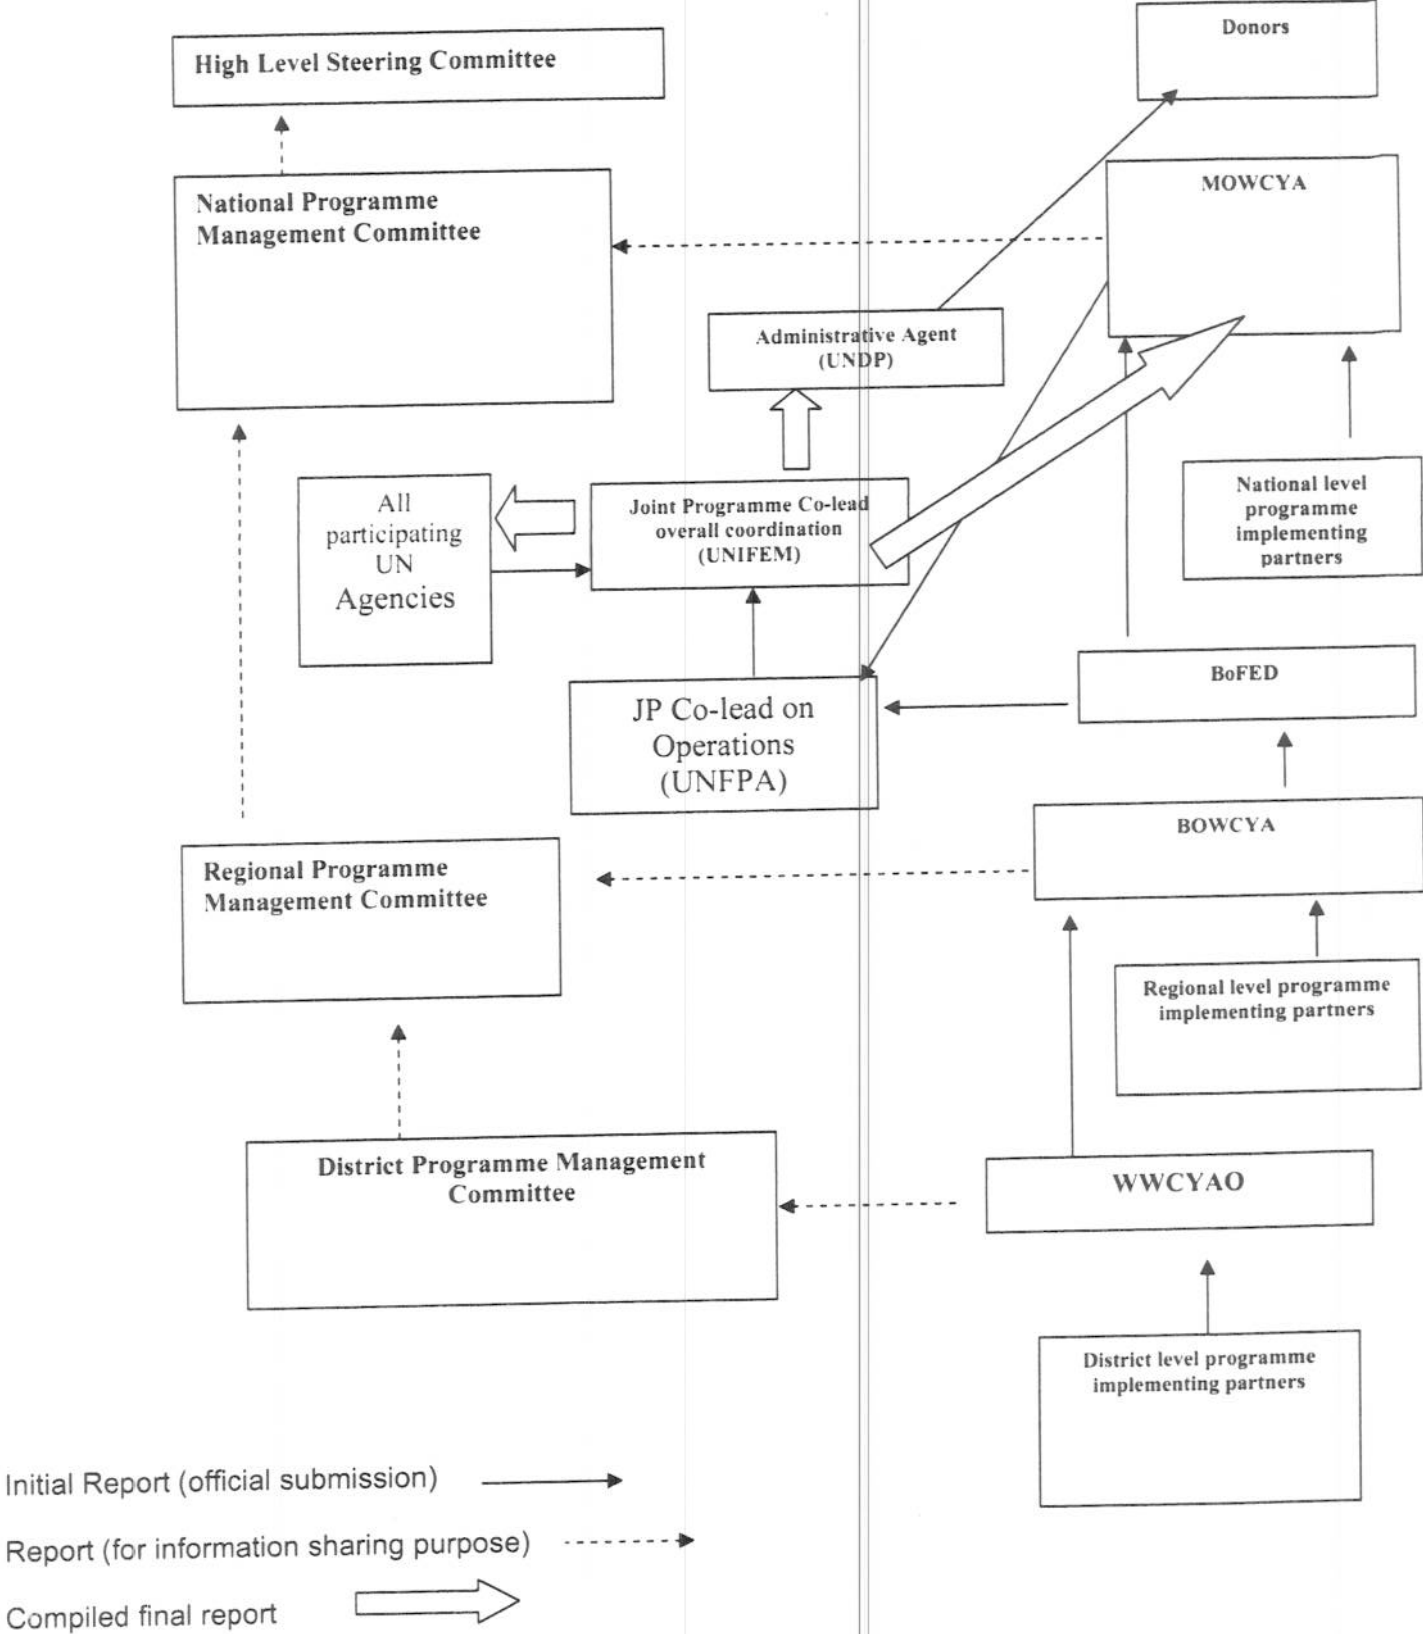 Donors
High Level Steering Committee
MOWCYA
National Programme
Management Committee
Administrative Agent
(UNDP)
National level
programme
implementing
partners
All
participating
UN
Agencies
Joint Programme Co-lead
overall coordination
(UNIFEM)
BoFED
JP Co-lead on
Operations
(UNFPA)
BOWCYA
Regional Programme
Management Committee
Regional level programme
implementing partners
District Programme Management
Committee
WWCYAO
District level programme
implementing partners
Initial Report (official submission)
Report (for information sharing purpose)
Compiled final report